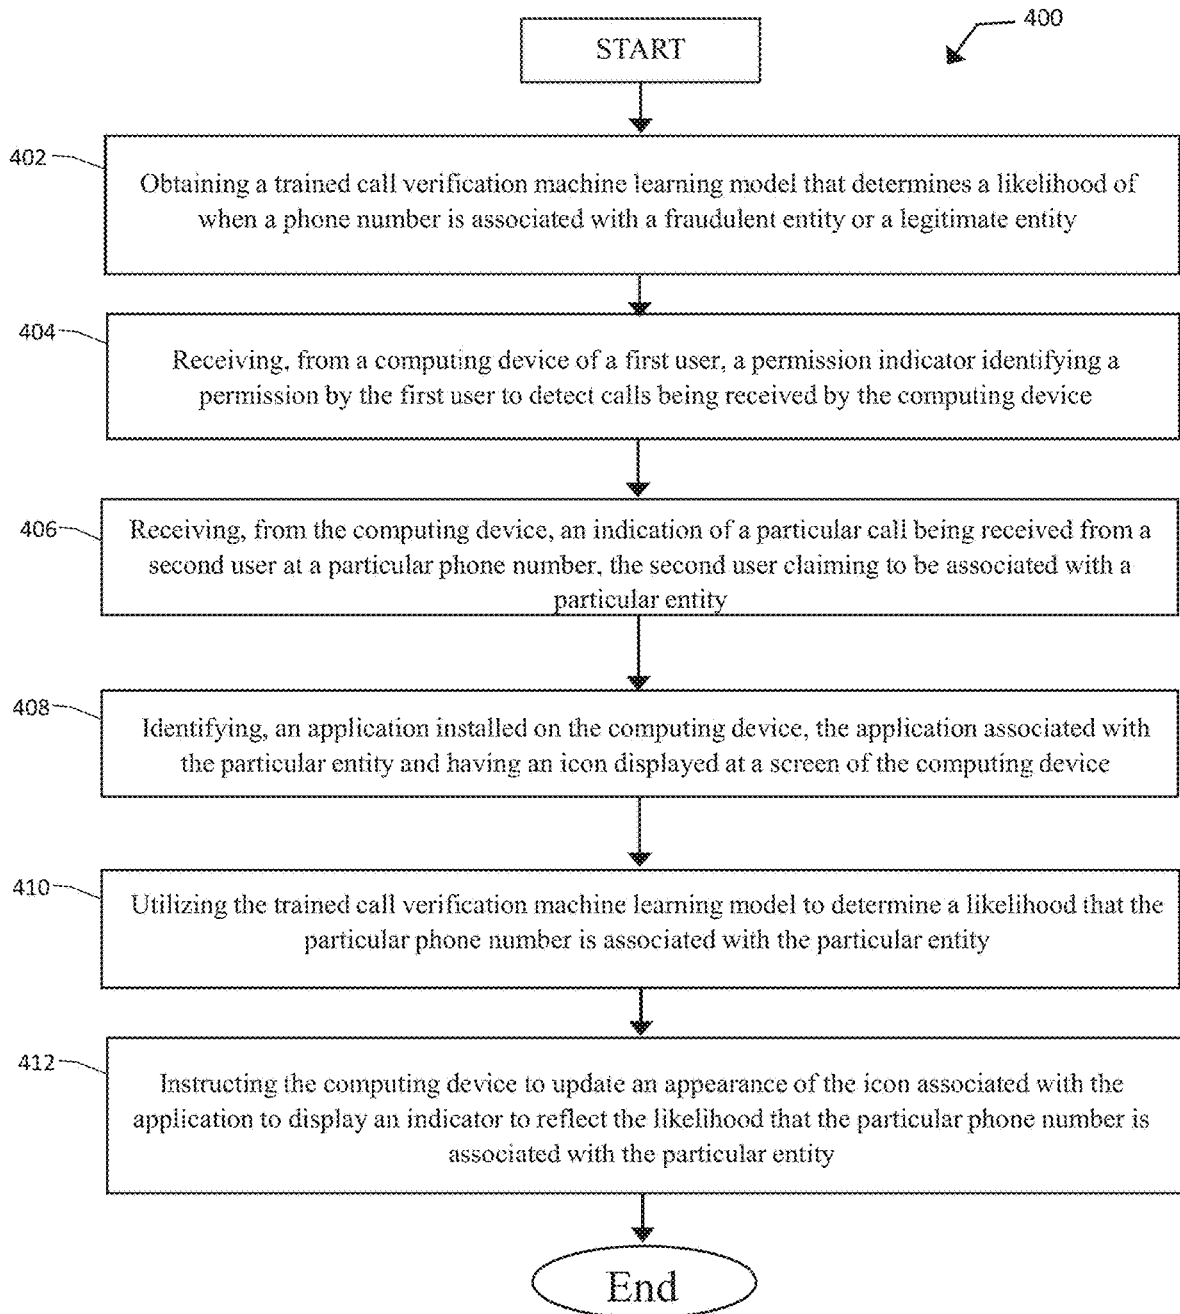 400
START
402
Obtaining a trained call verification machine learning model that determines a likelihood of
when a phone number is associated with a fraudulent entity or a legitimate entity
404
Receiving, from a computing device of a first user, a permission indicator identifying a
permission by the first user to detect calls being received by the computing device
406
Receiving, from the computing device, an indication of a particular call being received from a
second user at a particular phone number, the second user claiming to be associated with a
particular entity
408
Identifying, an application installed on the computing device, the application associated with
the particular entity and having an icon displayed at a screen of the computing device
410
Utilizing the trained call verification machine learning model to determine a likelihood that the
particular phone number is associated with the particular entity
412
Instructing the computing device to update an appearance of the icon associated with the
application to display an indicator to reflect the likelihood that the particular phone number is
associated with the particular entity
End